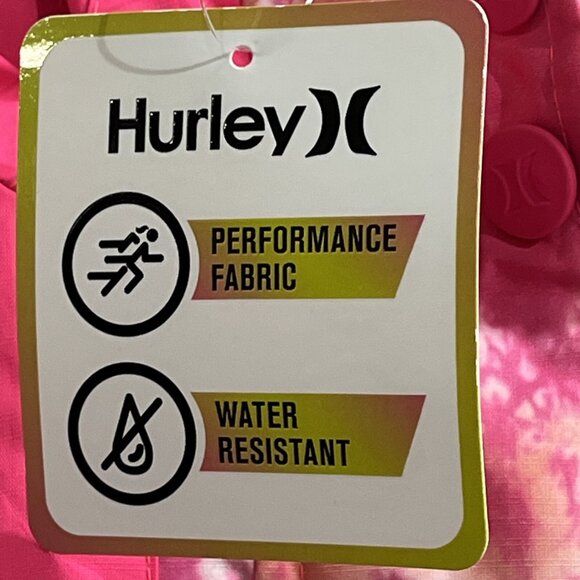 Hurley
PERFORMANCE
FABRIC
WATER
RESISTANT